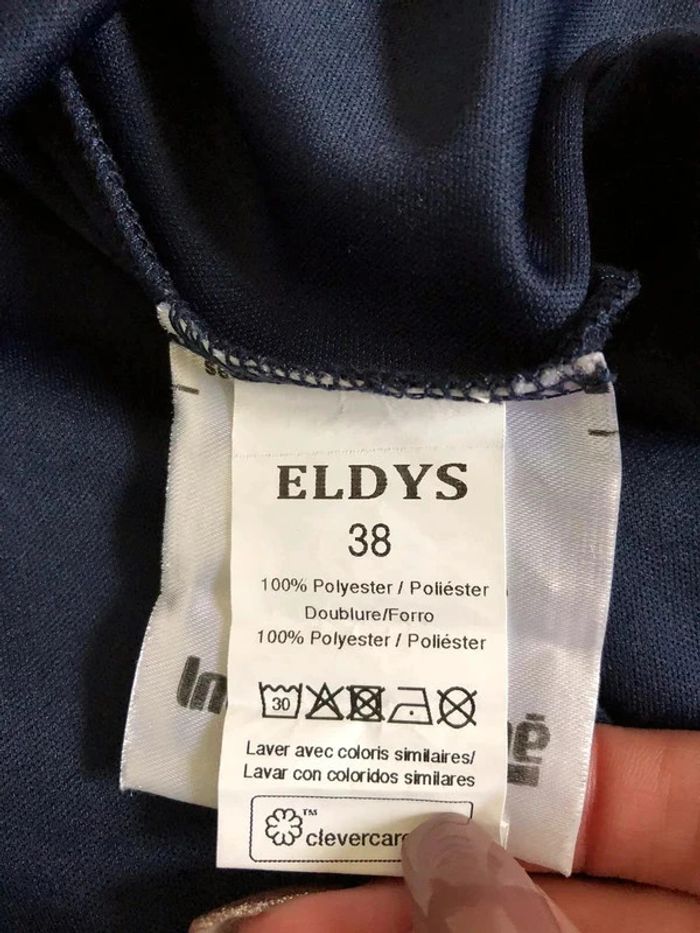 ELDYS
38
100% Polyester / Poliéster
Doublure/Forro
100% Polyester / Poliéster
30
Laver avec coloris similaires/
Lavar con coloridos similares
TM
clevercare